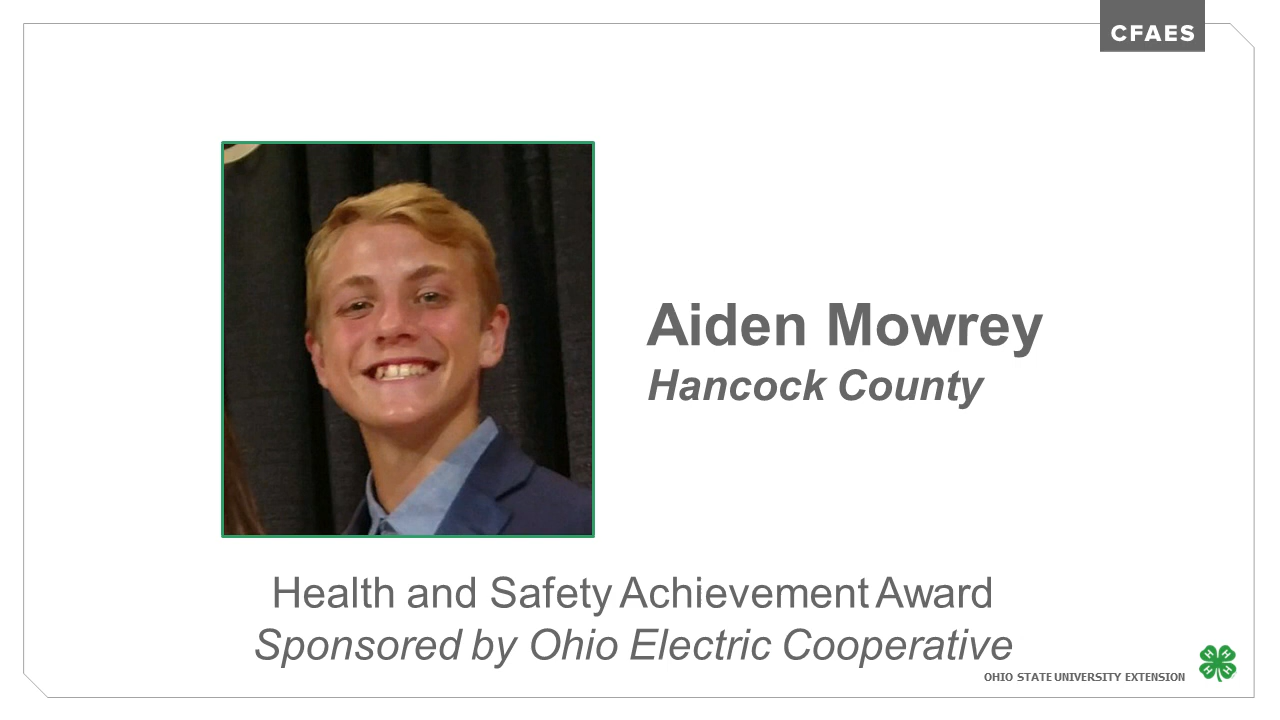 CFAES
Aiden Mowrey
Hancock County
Health and Safety Achievement Award
Sponsored by Ohio Electric Cooperative
OHIO STATE UNIVERSITY EXTENSION
H H H H